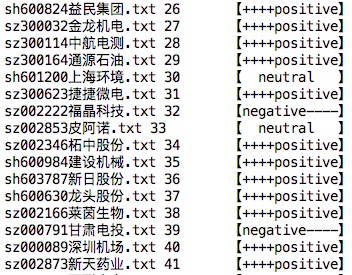 sh600824益民集团.txt 26 【++++positive】
sz300032金龙机电.txt 27 【++++positive】
sz300114中航电测.txt 28 【++++positive】
sz300164通源石油.txt 29 【++++positive】
sh601200上海环境.txt 30 【 neutral 】
sz300623捷捷微电.txt 31 【++++positive】
sz002222福晶科技.txt 32 【negative----】
sz002853皮阿诺.txt 33 【 neutral 】
sz002346柘中股份.txt 34 【++++positive】
sh600984建设机械.txt 35 【++++positive】
sh603787新日股份.txt 36 【++++positive】
sh600630龙头股份.txt 37 【++++positive】
sz002166莱茵生物.txt 38 【++++positive】
sz000791甘肃电投.txt 39 【negative----】
sz000089深圳机场.txt 40 【++++positive】
sz002873新天药业.txt 41 【++++positive】